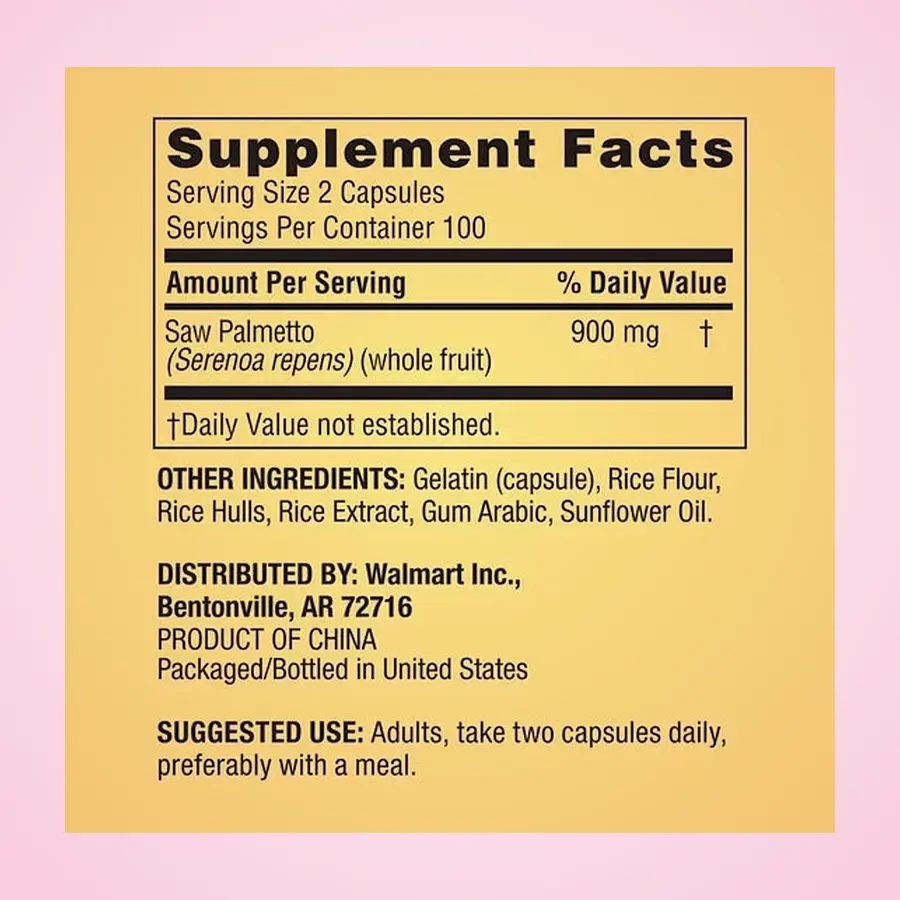 Supplement Facts
Serving Size 2 Capsules
Servings Per Container 100
Amount Per Serving % Daily Value
Saw Palmetto 900 mg †
(Serenoa repens) (whole fruit)
†Daily Value not established.
OTHER INGREDIENTS: Gelatin (capsule), Rice Flour,
Rice Hulls, Rice Extract, Gum Arabic, Sunflower Oil.
DISTRIBUTED BY: Walmart Inc.,
Bentonville, AR 72716
PRODUCT OF CHINA
Packaged/Bottled in United States
SUGGESTED USE: Adults, take two capsules daily,
preferably with a meal.